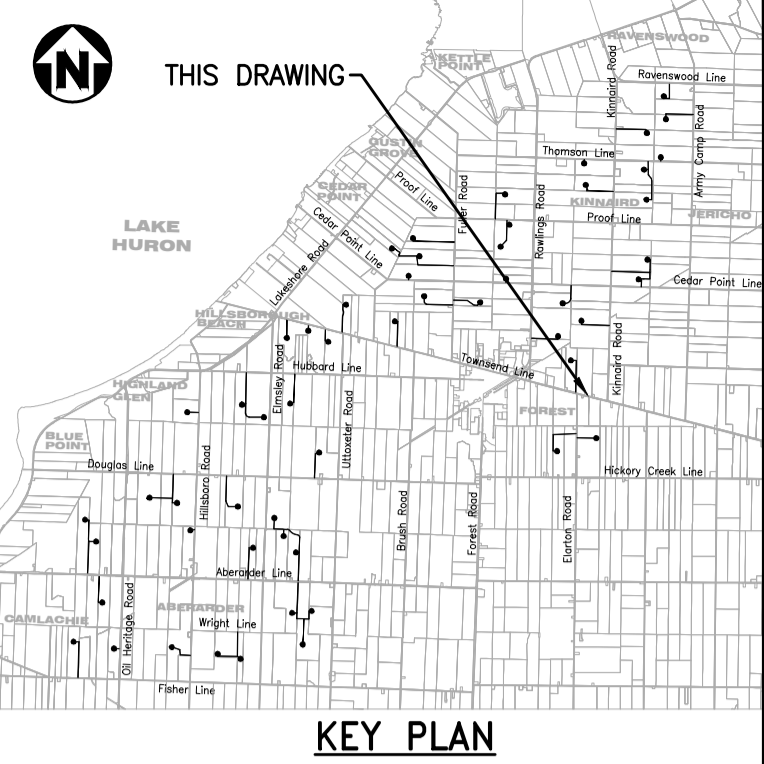 N
THIS DRAWING
RAVENSWOOD
KETTLE
POINT
Ravenswood Line
Kinnaird Road
Army Camp Road
GUSTIN
GROVE
Thomson Line
CEDAR
POINT
Proof Line
Fuller Road
Rawlings Road
KINNAIRD
JERICHO
Proof Line
LAKE
HURON
Cedar Point Line
Lakeshore Road
Cedar Point Line
HILLSBOROUGH
BEACH
Kinnaird Road
Elmsley Road
Hubbard Line
Townsend Line
HIGHLAND
GLEN
Uttoxeter Road
FOREST
BLUE
POINT
Douglas Line
Hillsboro Road
Hickory Creek Line
Brush Road
Forest Road
Elarton Road
Aberarder Line
Oil Heritage Road
ABERARDER
CAMLACHIE
Wright Line
Fisher Line
KEY PLAN